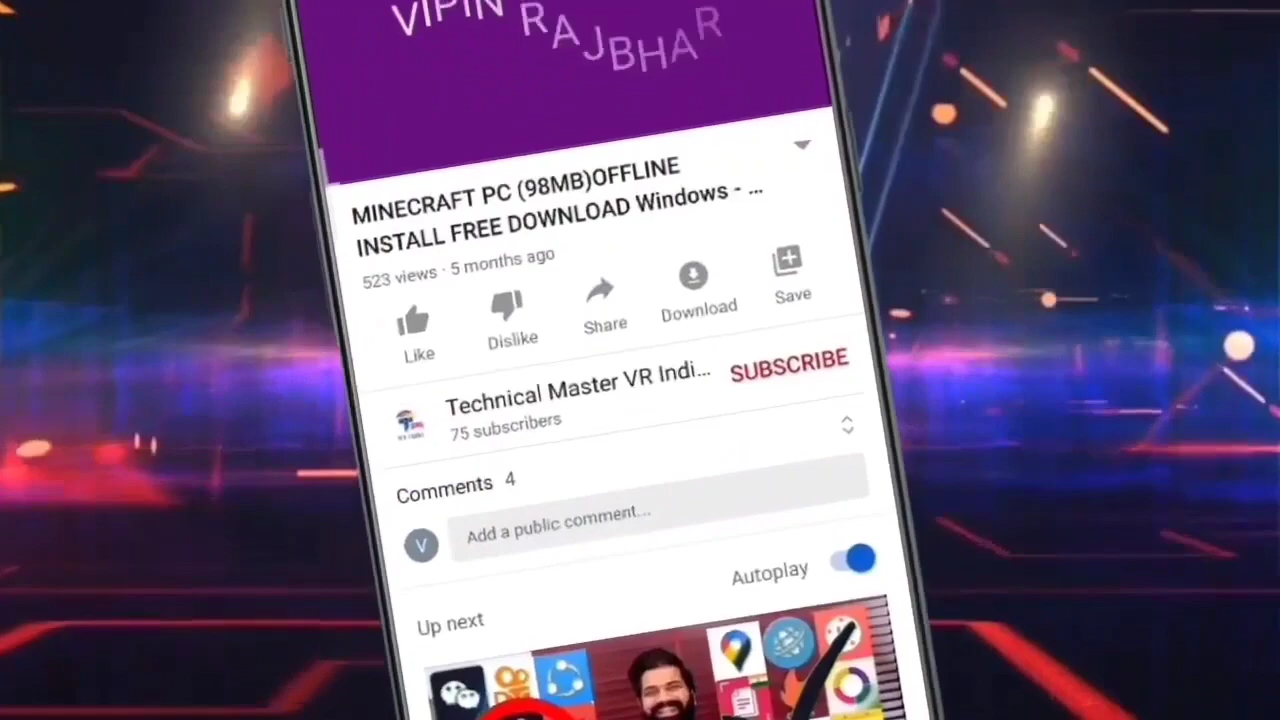 VIPIN RAJBHAR
MINECRAFT PC (98MB)OFFLINE
INSTALL FREE DOWNLOAD Windows - ...
523 views · 5 months ago
Like
Dislike
Share
Download
Save
Technical Master VR Indi...
SUBSCRIBE
75 subscribers
Comments 4
V
Add a public comment...
Autoplay
Up next